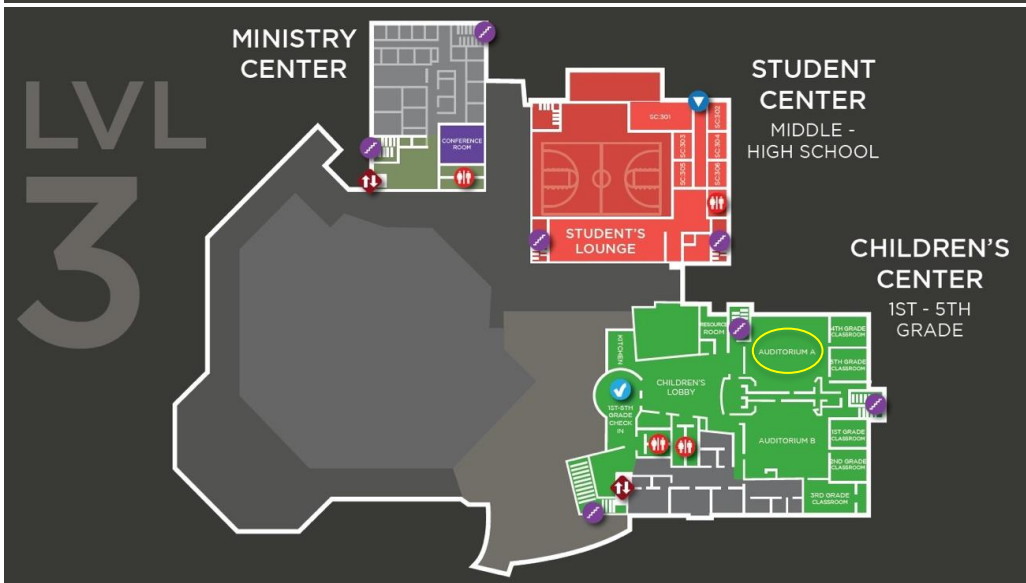 LVL
3
MINISTRY
CENTER
CONFERENCE
ROOM
STUDENT
CENTER
MIDDLE -
HIGH SCHOOL
SC:301
SC:302
SC:303
SC:304
SC:305
SC:306
STUDENT'S
LOUNGE
CHILDREN'S
CENTER
1ST - 5TH
GRADE
RESOURCE
ROOM
KITCHEN
AUDITORIUM A
4TH GRADE
CLASSROOM
5TH GRADE
CLASSROOM
CHILDREN'S
LOBBY
1ST-5TH
GRADE
CHECK
IN
AUDITORIUM B
1ST GRADE
CLASSROOM
2ND GRADE
CLASSROOM
3RD GRADE
CLASSROOM